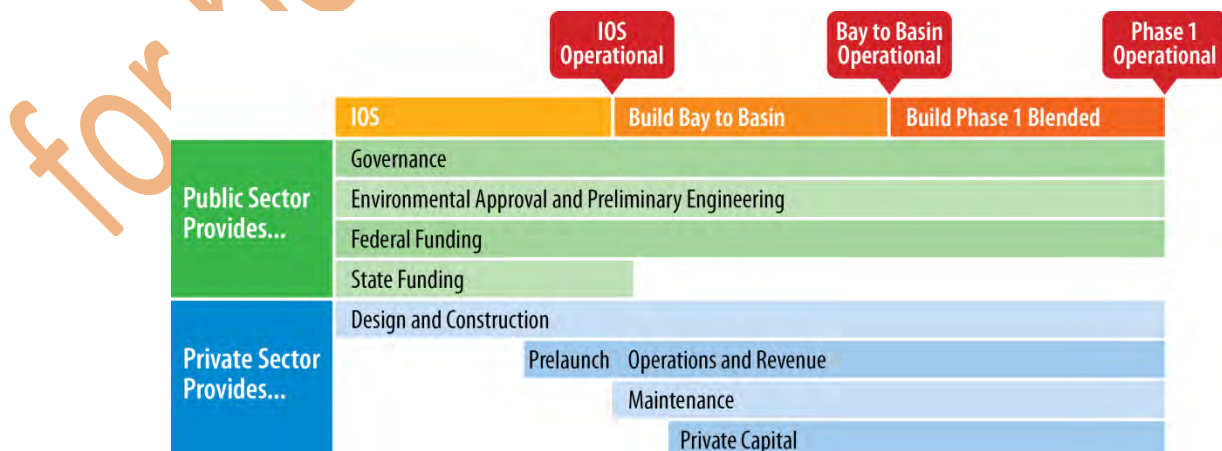 for
IOS
Operational
Bay to Basin
Operational
Phase 1
Operational
IOS
Build Bay to Basin
Build Phase 1 Blended
Public Sector
Provides...
Governance
Environmental Approval and Preliminary Engineering
Federal Funding
State Funding
Private Sector
Provides...
Design and Construction
Prelaunch
Operations and Revenue
Maintenance
Private Capital